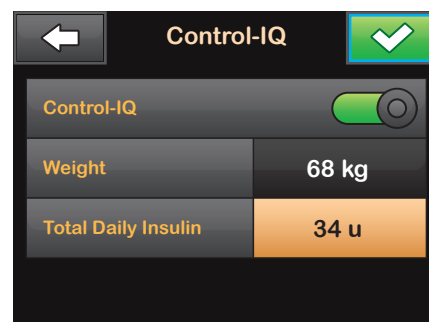 Control-IQ
Control-IQ
Weight 68 kg
Total Daily Insulin 34 u